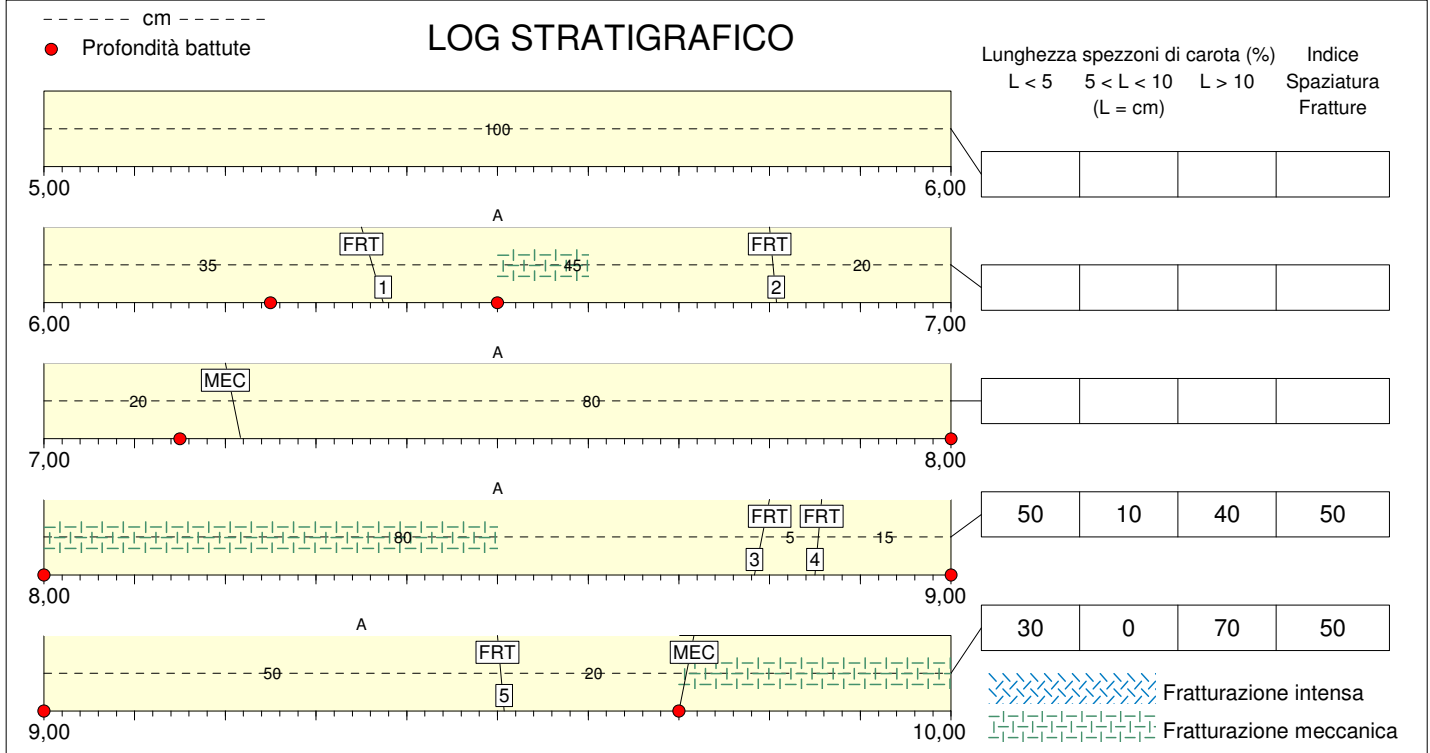 cm
Profondità battute
LOG STRATIGRAFICO
Lunghezza spezzoni di carota (%) Indice
L < 5 5 < L < 10 L > 10 Spaziatura
(L = cm) Fratture
100
5,00 6,00
A
FRT FRT
35 45 20
1 2
6,00 7,00
A
MEC
20 80
7,00 8,00
A
FRT FRT
80 5 15
3 4
50 10 40 50
8,00 9,00
A
FRT MEC
50 20
5
30 0 70 50
9,00 10,00
Fratturazione intensa
Fratturazione meccanica